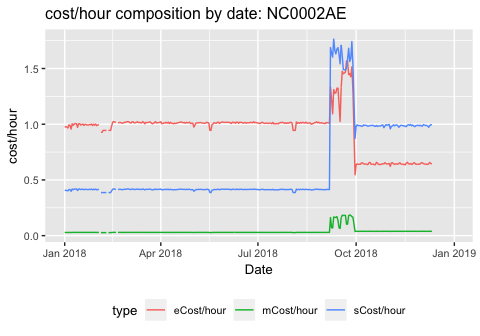 cost/hour composition by date: NC0002AE
cost/hour
1.5
1.0
0.5
0.0
Jan 2018 Apr 2018 Jul 2018 Oct 2018 Jan 2019
Date
type eCost/hour mCost/hour sCost/hour